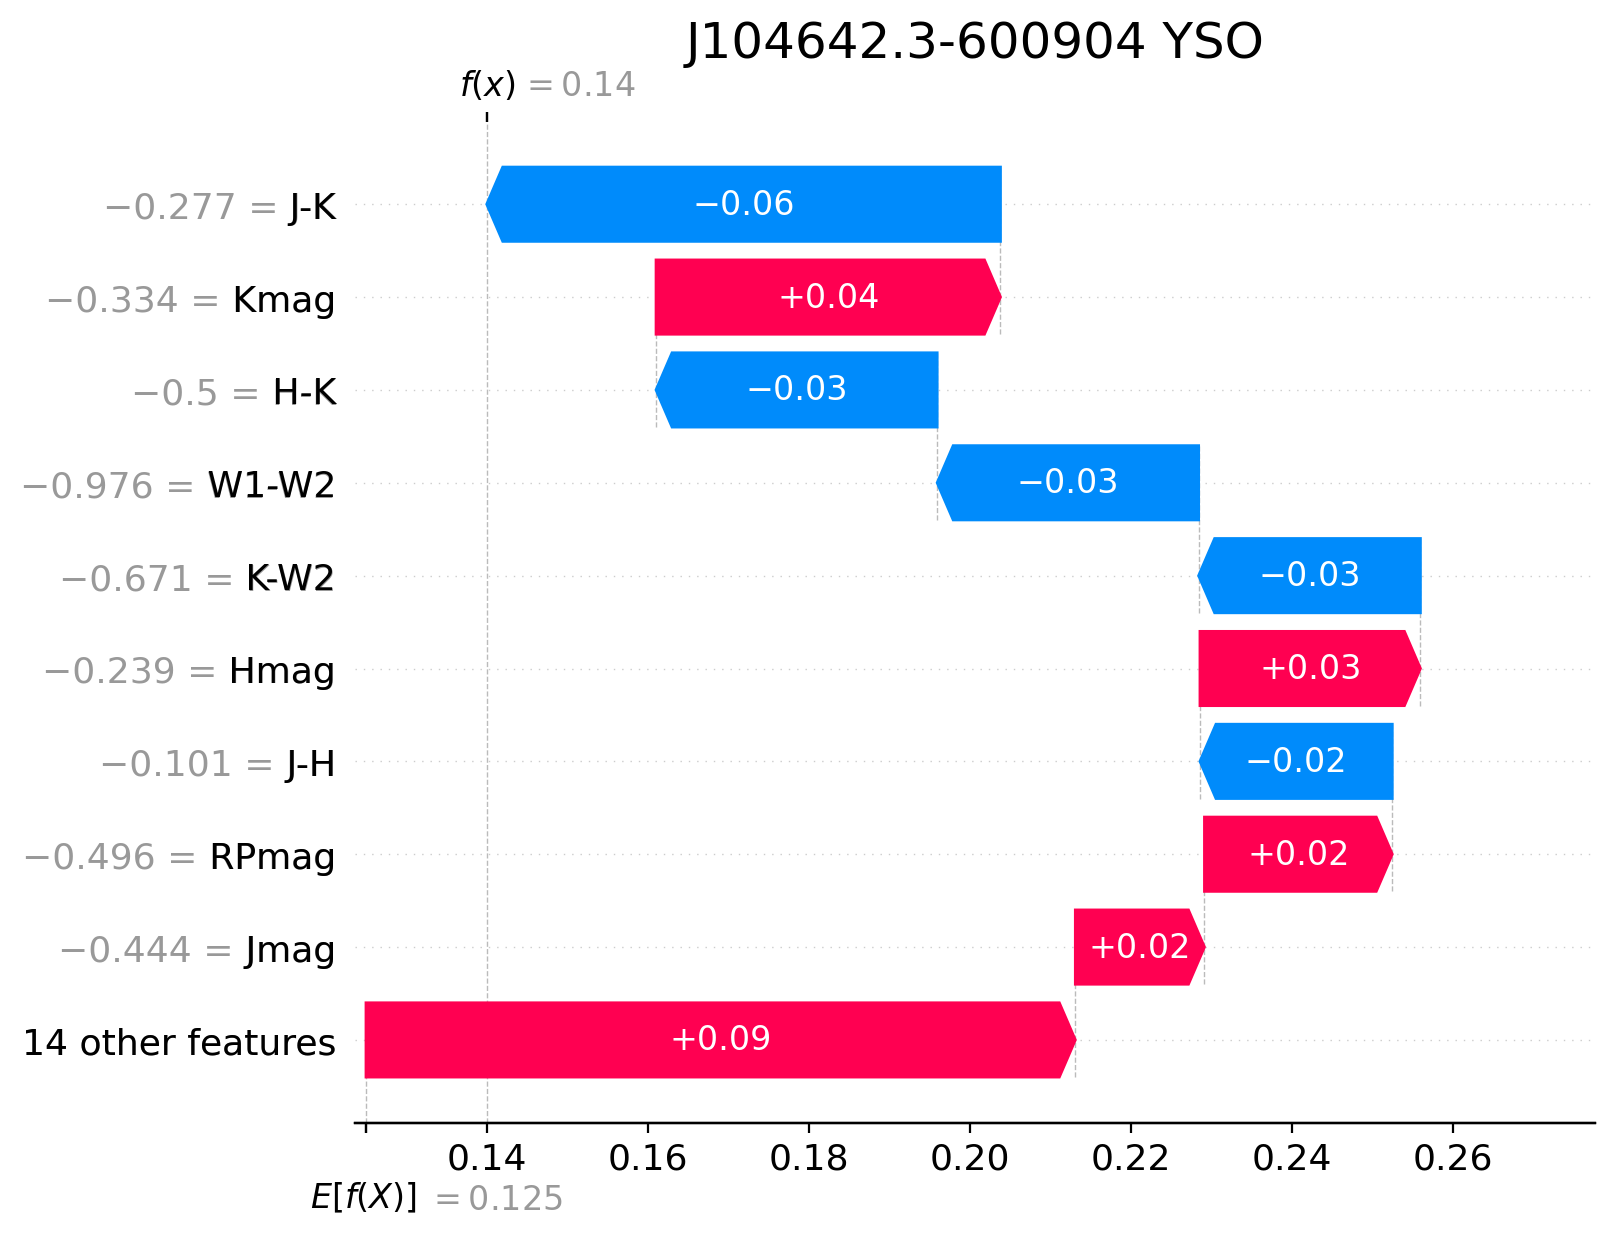 J104642.3-600904 YSO
f(x) = 0.14
−0.277 = J-K
−0.06
−0.334 = Kmag
+0.04
−0.5 = H-K
−0.03
−0.976 = W1-W2
−0.03
−0.671 = K-W2
−0.03
−0.239 = Hmag
+0.03
−0.101 = J-H
−0.02
−0.496 = RPmag
+0.02
−0.444 = Jmag
+0.02
14 other features
+0.09
0.14 0.16 0.18 0.20 0.22 0.24 0.26
E[f(X)] = 0.125